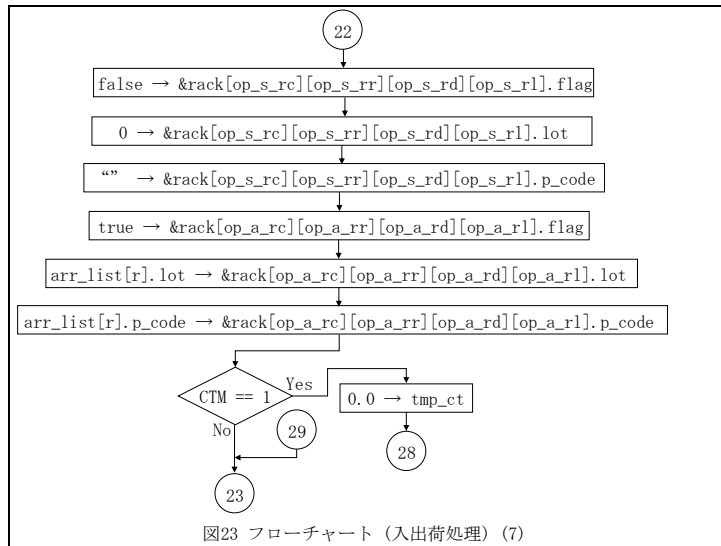 22
false → &rack[op_s_rc][op_s_rr][op_s_rd][op_s_rl].flag
0 → &rack[op_s_rc][op_s_rr][op_s_rd][op_s_rl].lot
“” → &rack[op_s_rc][op_s_rr][op_s_rd][op_s_rl].p_code
true → &rack[op_a_rc][op_a_rr][op_a_rd][op_a_rl].flag
arr_list[r].lot → &rack[op_a_rc][op_a_rr][op_a_rd][op_a_rl].lot
arr_list[r].p_code → &rack[op_a_rc][op_a_rr][op_a_rd][op_a_rl].p_code
CTM == 1
Yes
0.0 → tmp_ct
No
29
28
23
図23 フローチャート（入出荷処理）(7)